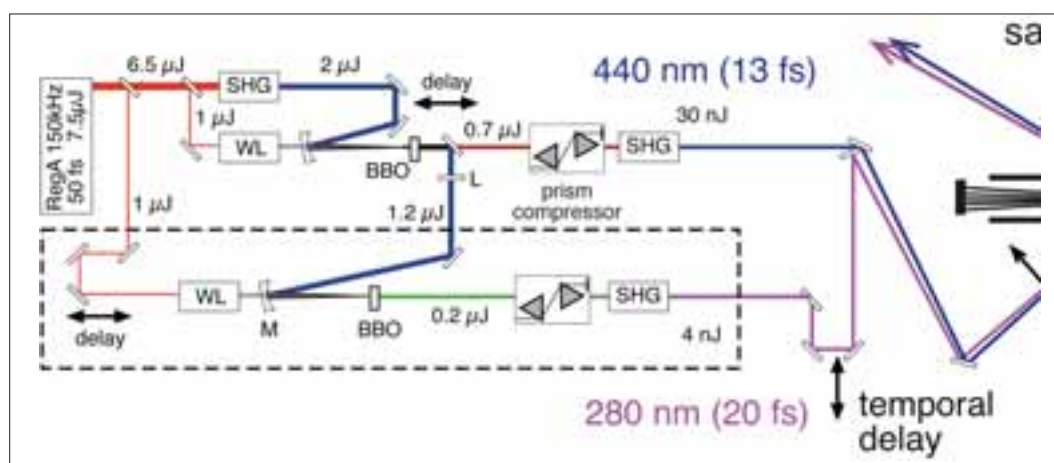 sa
6.5 µJ
2 µJ
delay
440 nm (13 fs)
SHG
RegA 150kHz
50 fs 7.5µJ
1 µJ
WL
0.7 µJ
30 nJ
SHG
BBO
L
prism
compressor
1 µJ
1.2 µJ
WL
M
BBO
0.2 µJ
SHG
4 nJ
delay
280 nm (20 fs)
temporal
delay